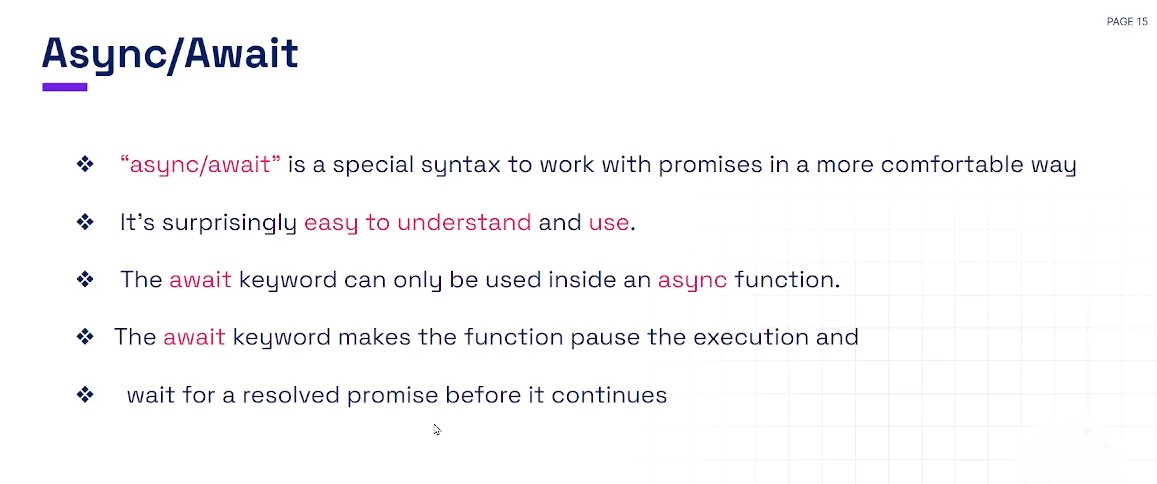 PAGE 15
Async/Await
❖ “async/await” is a special syntax to work with promises in a more comfortable way
❖ It’s surprisingly easy to understand and use.
❖ The await keyword can only be used inside an async function.
❖ The await keyword makes the function pause the execution and
❖ wait for a resolved promise before it continues